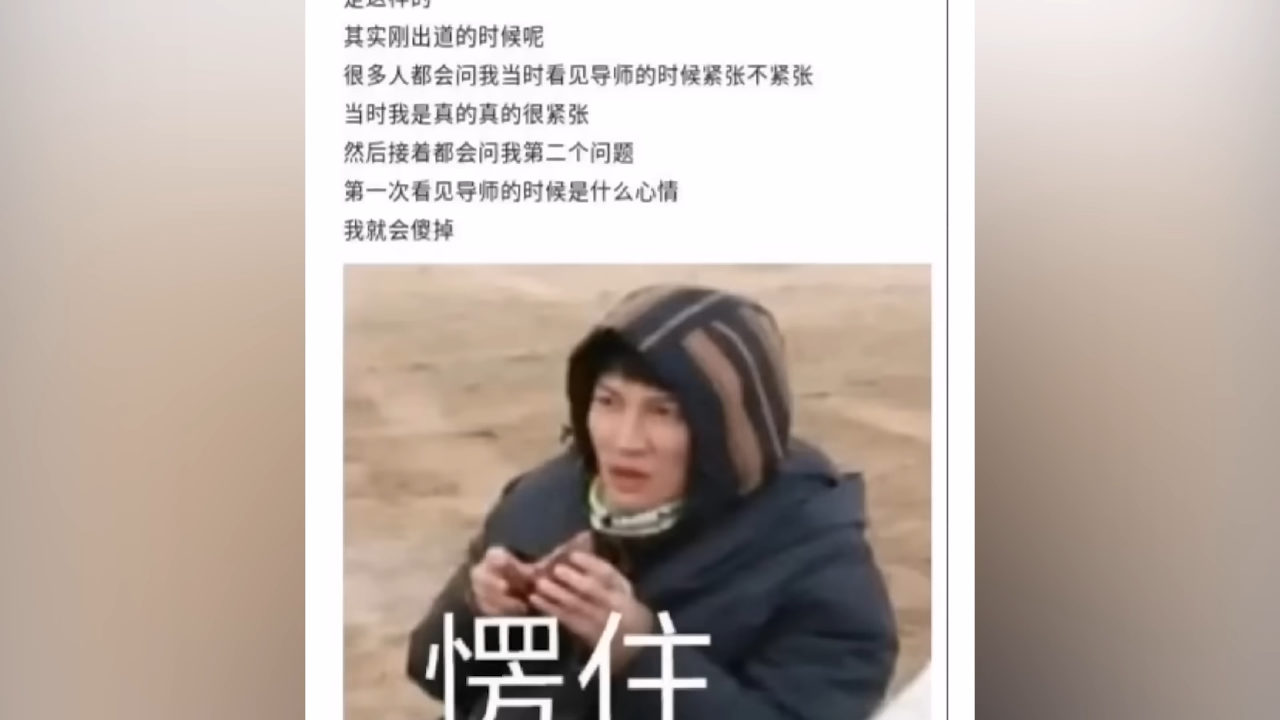 是这样的
其实刚出道的时候呢
很多人都会问我当时看见导师的时候紧张不紧张
当时我是真的真的很紧张
然后接着都会问我第二个问题
第一次看见导师的时候是什么心情
我就会傻掉
愣住